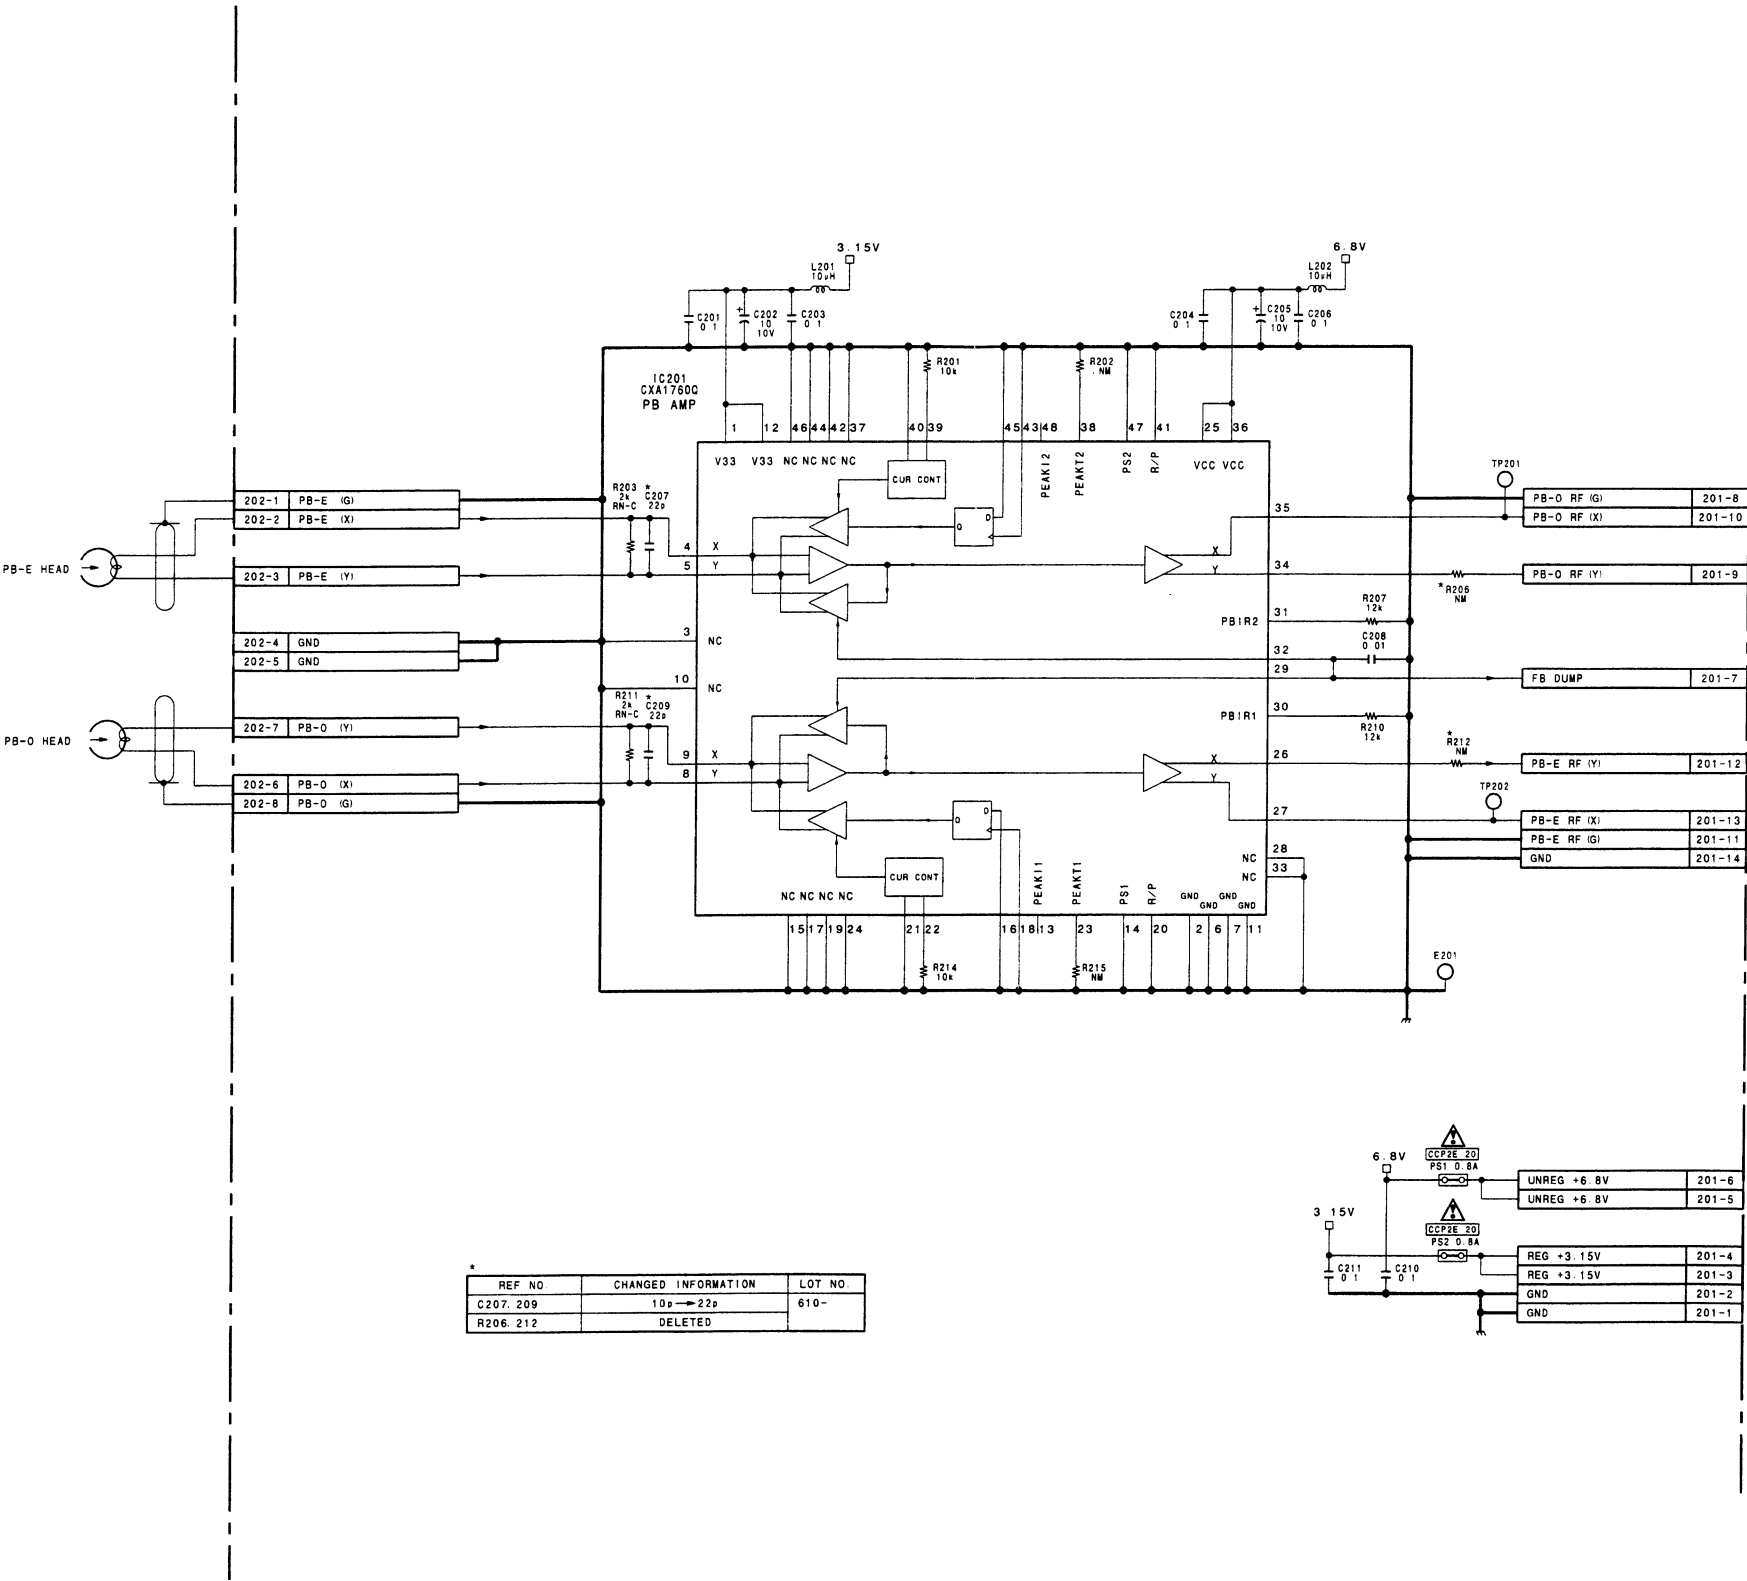 3.15V
6.8V
L201
10µH
L202
10µH
C201
0 1
+ C202
10
10V
C203
0 1
C204
0 1
+ C205
10
10V
C206
0 1
IC201
CXA1760Q
PB AMP
R201
10k
R202
NM
1 12 46 44 42 37 40 39 45 43 48 38 47 41 25 36
V33 V33 NC NC NC NC
CUR CONT
PEAKI2
PEAKT2
PS2
R/P
VCC VCC
TP201
202-1 PB-E (G)
202-2 PB-E (X)
R203
2k
RN-C
*
C207
22p
Q D
35
X
Y
34
PB-O RF (G) 201-8
PB-O RF (X) 201-10
PB-E HEAD
202-3 PB-E (Y)
4 X
5 Y
*R206
NM
PB-O RF (Y) 201-9
202-4 GND
202-5 GND
3 NC
10 NC
PBIR2
31
R207
12k
32
C208
0 01
29
FB DUMP 201-7
PB-O HEAD
202-7 PB-O (Y)
202-6 PB-O (X)
202-8 PB-O (G)
R211
2k
RN-C
*
C209
22p
9 X
8 Y
PBIR1
30
R210
12k
26
X
Y
27
*
R212
NM
PB-E RF (Y) 201-12
TP202
PB-E RF (X) 201-13
PB-E RF (G) 201-11
GND 201-14
Q D
CUR CONT
NC 28
NC 33
NC NC NC NC
PEAKI1
PEAKT1
PS1
R/P
GND
GND
GND
GND
15 17 19 24 21 22 16 18 13 23 14 20 2 6 7 11
R214
10k
R215
NM
E201
6.8V
CCP2E 20
PS1 0.8A
UNREG +6.8V 201-6
UNREG +6.8V 201-5
3 15V
CCP2E 20
PS2 0.8A
REG +3.15V 201-4
REG +3.15V 201-3
GND 201-2
GND 201-1
C211
0 1
C210
0 1
*
REF NO. CHANGED INFORMATION LOT NO.
C207. 209 10p→22p 610-
R206. 212 DELETED